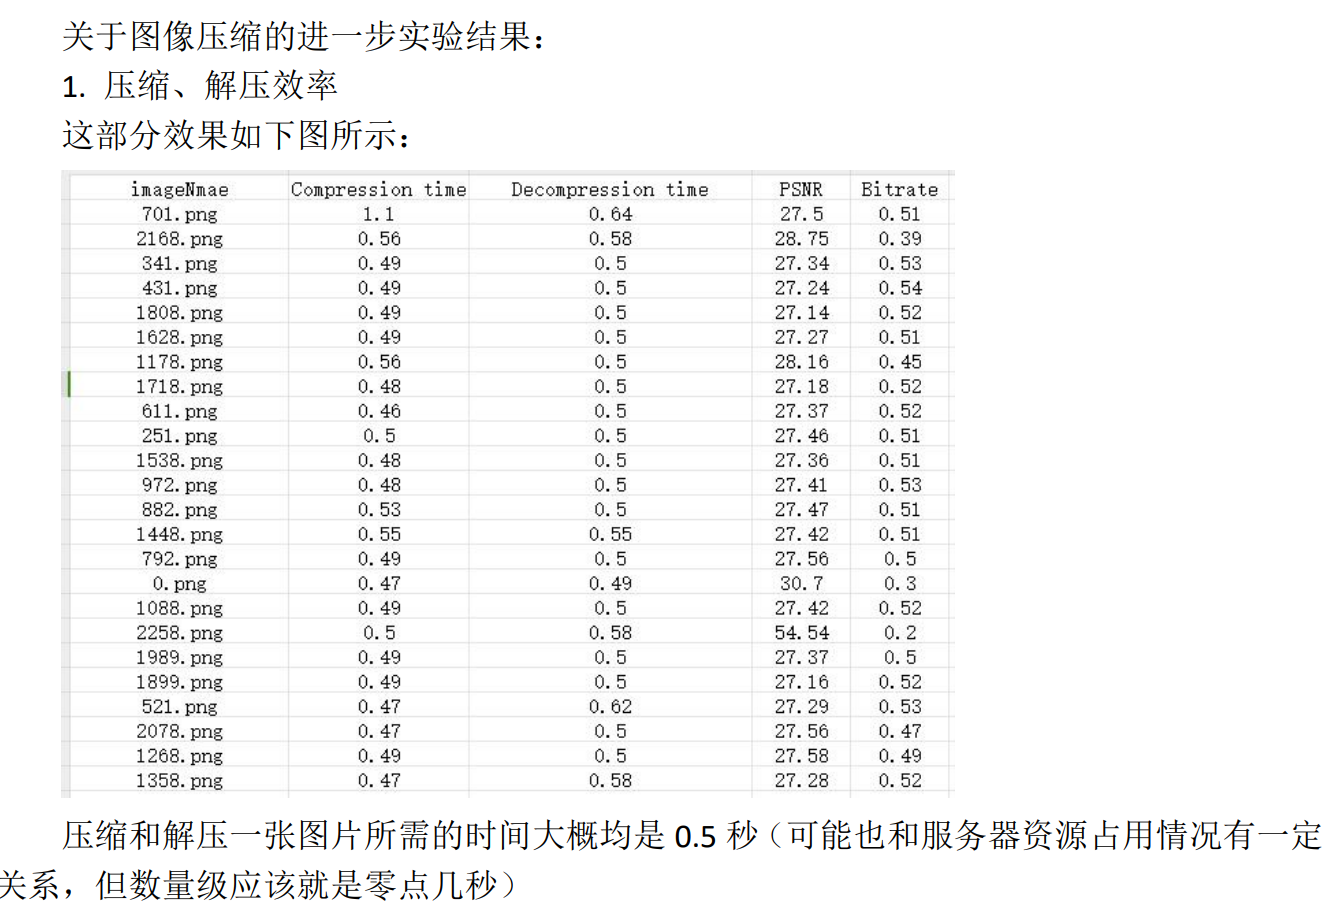 关于图像压缩的进一步实验结果：
1. 压缩、解压效率
这部分效果如下图所示：
imageNmae Compression time Decompression time PSNR Bitrate
701.png 1.1 0.64 27.5 0.51
2168.png 0.56 0.58 28.75 0.39
341.png 0.49 0.5 27.34 0.53
431.png 0.49 0.5 27.24 0.54
1808.png 0.49 0.5 27.14 0.52
1628.png 0.49 0.5 27.27 0.51
1178.png 0.56 0.5 28.16 0.45
1718.png 0.48 0.5 27.18 0.52
611.png 0.46 0.5 27.37 0.52
251.png 0.5 0.5 27.46 0.51
1538.png 0.48 0.5 27.36 0.51
972.png 0.48 0.5 27.41 0.53
882.png 0.53 0.5 27.47 0.51
1448.png 0.55 0.55 27.42 0.51
792.png 0.49 0.5 27.56 0.5
0.png 0.47 0.49 30.7 0.3
1088.png 0.49 0.5 27.42 0.52
2258.png 0.5 0.58 54.54 0.2
1989.png 0.49 0.5 27.37 0.5
1899.png 0.49 0.5 27.16 0.52
521.png 0.47 0.62 27.29 0.53
2078.png 0.47 0.5 27.56 0.47
1268.png 0.49 0.5 27.58 0.49
1358.png 0.47 0.58 27.28 0.52
压缩和解压一张图片所需的时间大概均是 0.5 秒（可能也和服务器资源占用情况有一定
关系，但数量级应该就是零点几秒）